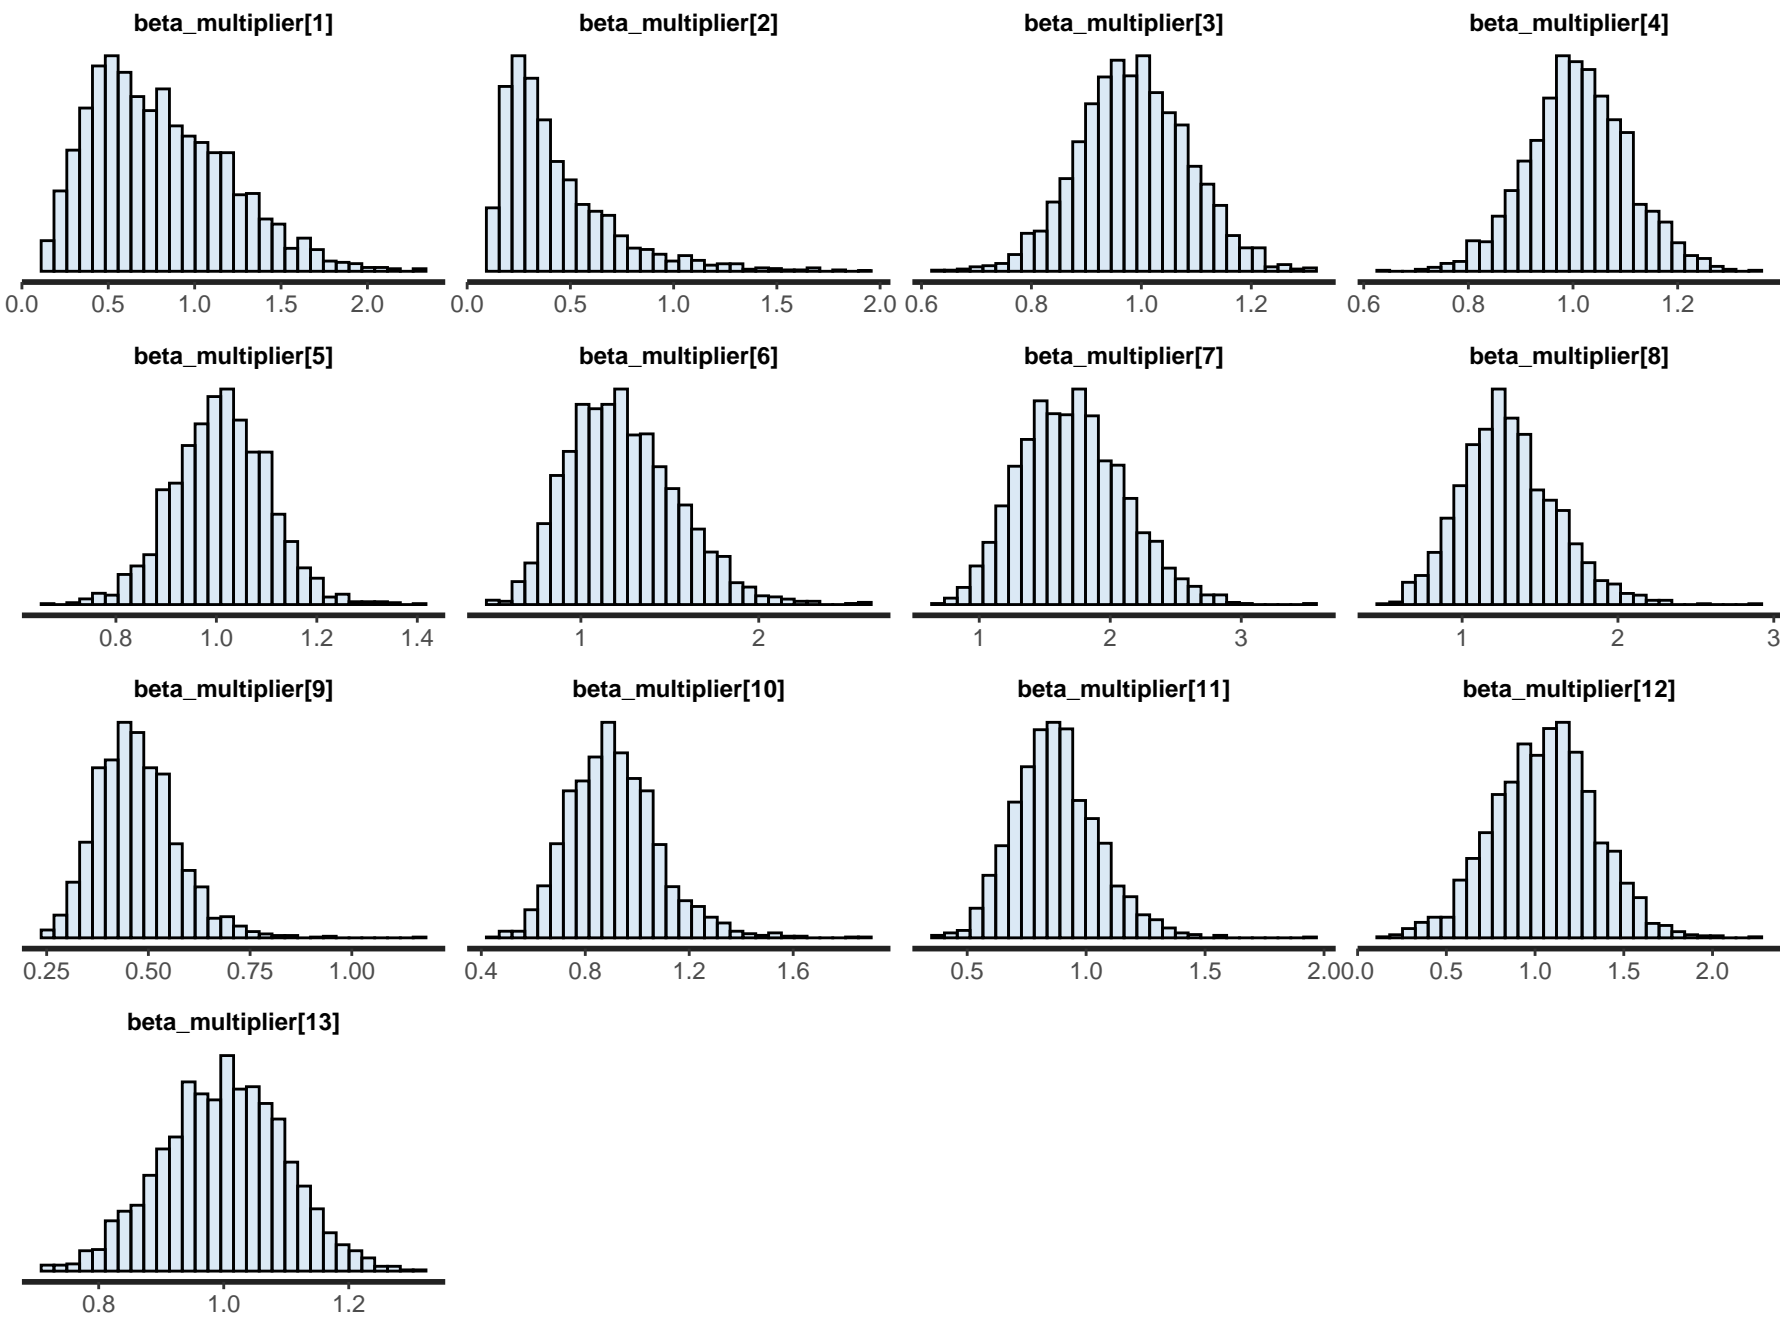 beta_multiplier[1] beta_multiplier[2] beta_multiplier[3] beta_multiplier[4]
0.0 0.5 1.0 1.5 2.0 0.0 0.5 1.0 1.5 2.0 0.6 0.8 1.0 1.2 0.6 0.8 1.0 1.2
beta_multiplier[5] beta_multiplier[6] beta_multiplier[7] beta_multiplier[8]
0.8 1.0 1.2 1.4 1 2 1 2 3 1 2 3
beta_multiplier[9] beta_multiplier[10] beta_multiplier[11] beta_multiplier[12]
0.25 0.50 0.75 1.00 0.4 0.8 1.2 1.6 0.5 1.0 1.5 2.0 0.0 0.5 1.0 1.5 2.0
beta_multiplier[13]
0.8 1.0 1.2